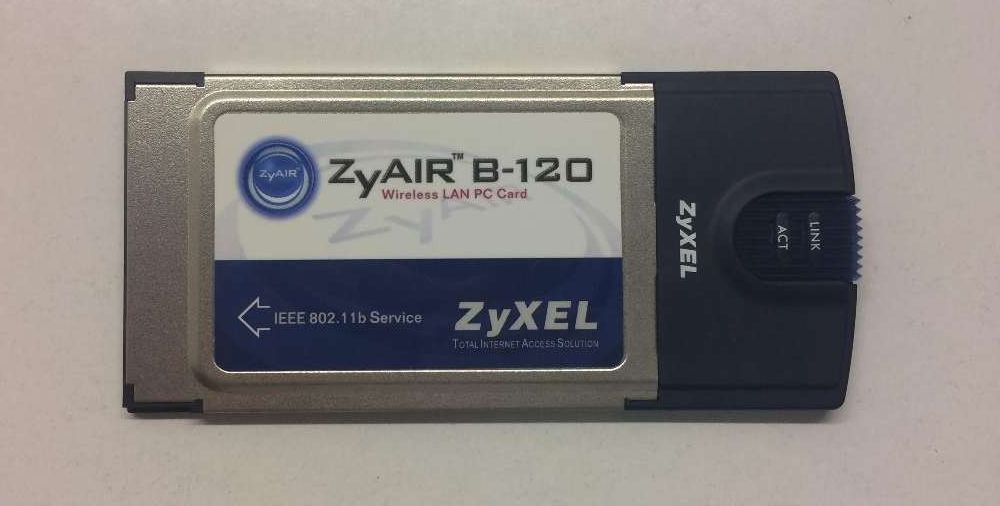 ZyAIR™
ZyAIR™ B-120
Wireless LAN PC Card
ZyAIR
IEEE 802.11b Service
ZyXEL
TOTAL INTERNET ACCESS SOLUTION
ZyXEL
LINK
ACT